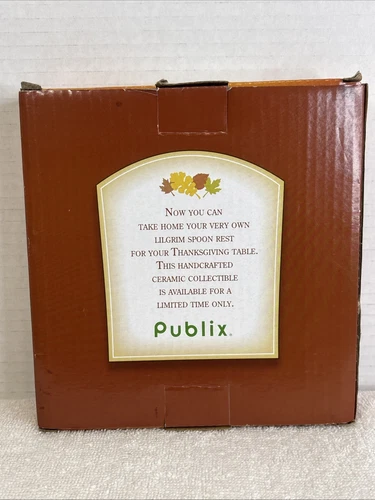 Now you can
take home your very own
lilgrim spoon rest
for your Thanksgiving table.
This handcrafted
ceramic collectible
is available for a
limited time only.
Publix®